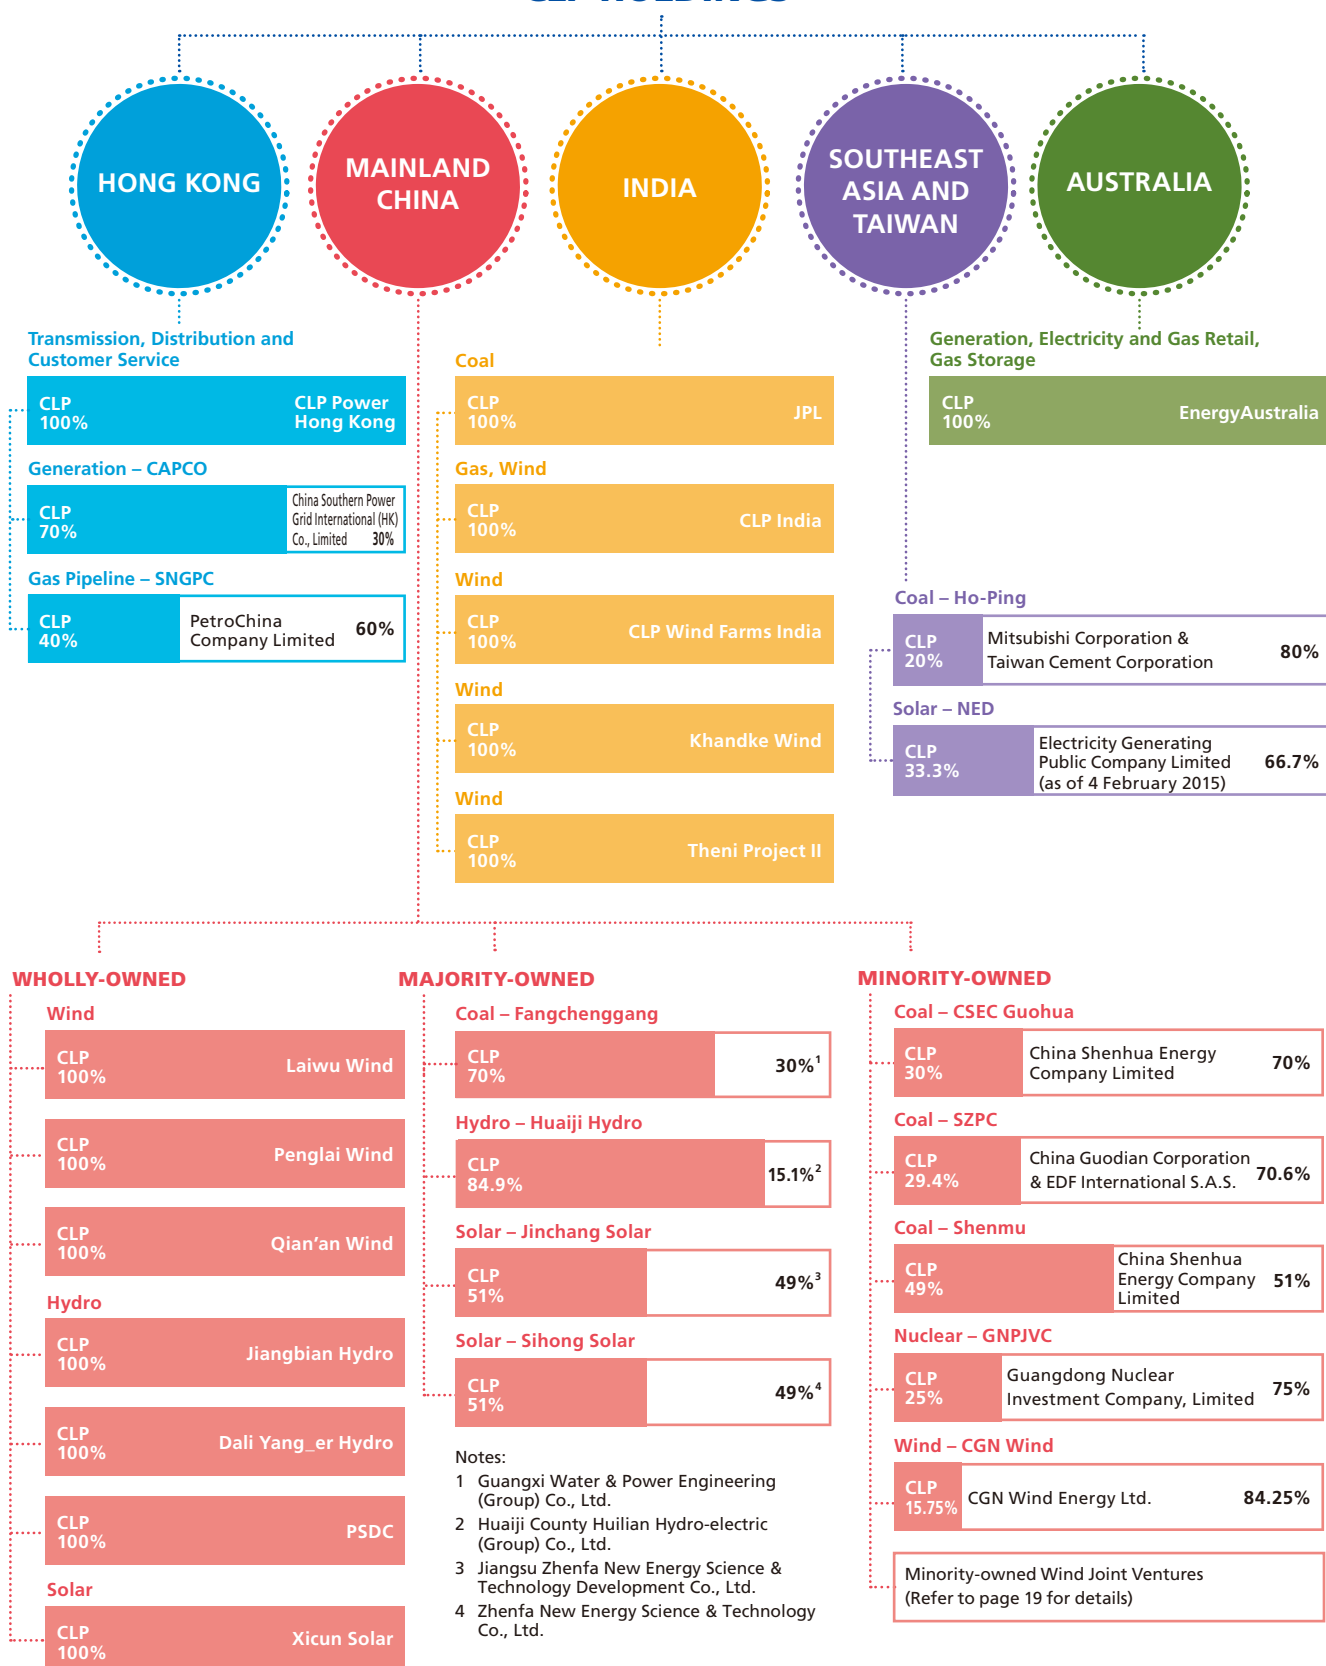 CLP HOLDINGS
HONG KONG
MAINLAND
CHINA
INDIA
SOUTHEAST
ASIA AND
TAIWAN
AUSTRALIA
Transmission, Distribution and
Customer Service
CLP
100%
CLP Power
Hong Kong
Generation – CAPCO
CLP
70%
China Southern Power
Grid International (HK)
Co., Limited 30%
Gas Pipeline – SNGPC
CLP
40%
PetroChina
Company Limited
60%
Coal
CLP
100%
JPL
Gas, Wind
CLP
100%
CLP India
Wind
CLP
100%
CLP Wind Farms India
Wind
CLP
100%
Khandke Wind
Wind
CLP
100%
Theni Project II
Coal – Ho-Ping
CLP
20%
Mitsubishi Corporation &
Taiwan Cement Corporation
80%
Solar – NED
CLP
33.3%
Electricity Generating
Public Company Limited
(as of 4 February 2015)
66.7%
Generation, Electricity and Gas Retail,
Gas Storage
CLP
100%
EnergyAustralia
WHOLLY-OWNED
Wind
CLP
100%
Laiwu Wind
CLP
100%
Penglai Wind
CLP
100%
Qian’an Wind
Hydro
CLP
100%
Jiangbian Hydro
CLP
100%
Dali Yang_er Hydro
CLP
100%
PSDC
Solar
CLP
100%
Xicun Solar
MAJORITY-OWNED
Coal – Fangchenggang
CLP
70%
30%1
Hydro – Huaiji Hydro
CLP
84.9%
15.1%2
Solar – Jinchang Solar
CLP
51%
49%3
Solar – Sihong Solar
CLP
51%
49%4
Notes:
1 Guangxi Water & Power Engineering
(Group) Co., Ltd.
2 Huaiji County Huilian Hydro-electric
(Group) Co., Ltd.
3 Jiangsu Zhenfa New Energy Science &
Technology Development Co., Ltd.
4 Zhenfa New Energy Science & Technology
Co., Ltd.
MINORITY-OWNED
Coal – CSEC Guohua
CLP
30%
China Shenhua Energy
Company Limited
70%
Coal – SZPC
CLP
29.4%
China Guodian Corporation
& EDF International S.A.S.
70.6%
Coal – Shenmu
CLP
49%
China Shenhua
Energy Company
Limited
51%
Nuclear – GNPJVC
CLP
25%
Guangdong Nuclear
Investment Company, Limited
75%
Wind – CGN Wind
CLP
15.75%
CGN Wind Energy Ltd.
84.25%
Minority-owned Wind Joint Ventures
(Refer to page 19 for details)